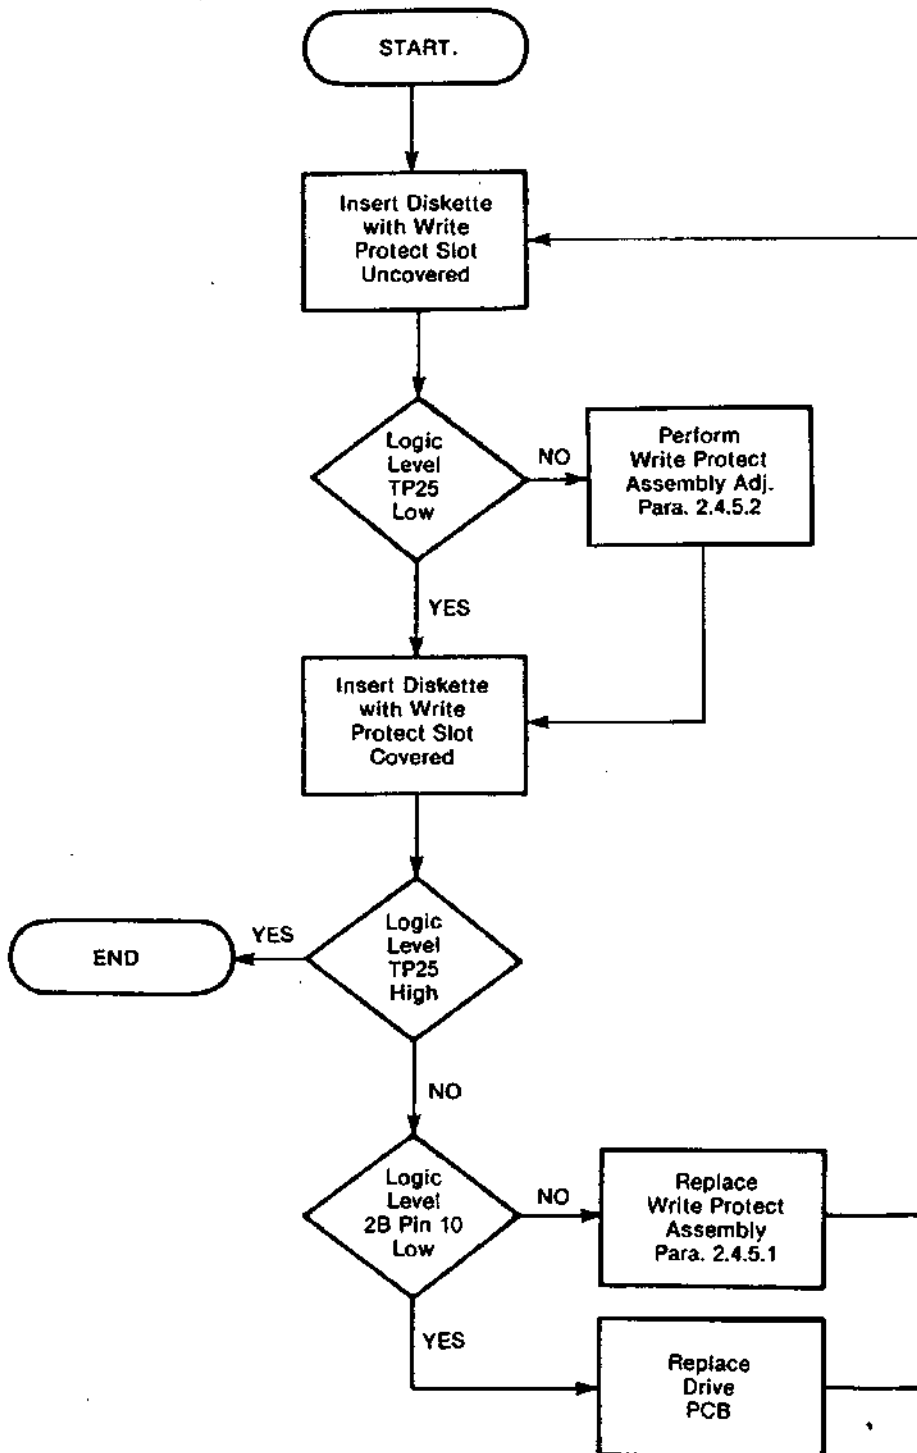 START.
Insert Diskette
with Write
Protect Slot
Uncovered
Logic
Level
TP25
Low
NO
Perform
Write Protect
Assembly Adj.
Para. 2.4.5.2
YES
Insert Diskette
with Write
Protect Slot
Covered
Logic
Level
TP25
High
YES
END
NO
Logic
Level
2B Pin 10
Low
NO
Replace
Write Protect
Assembly
Para. 2.4.5.1
YES
Replace
Drive
PCB